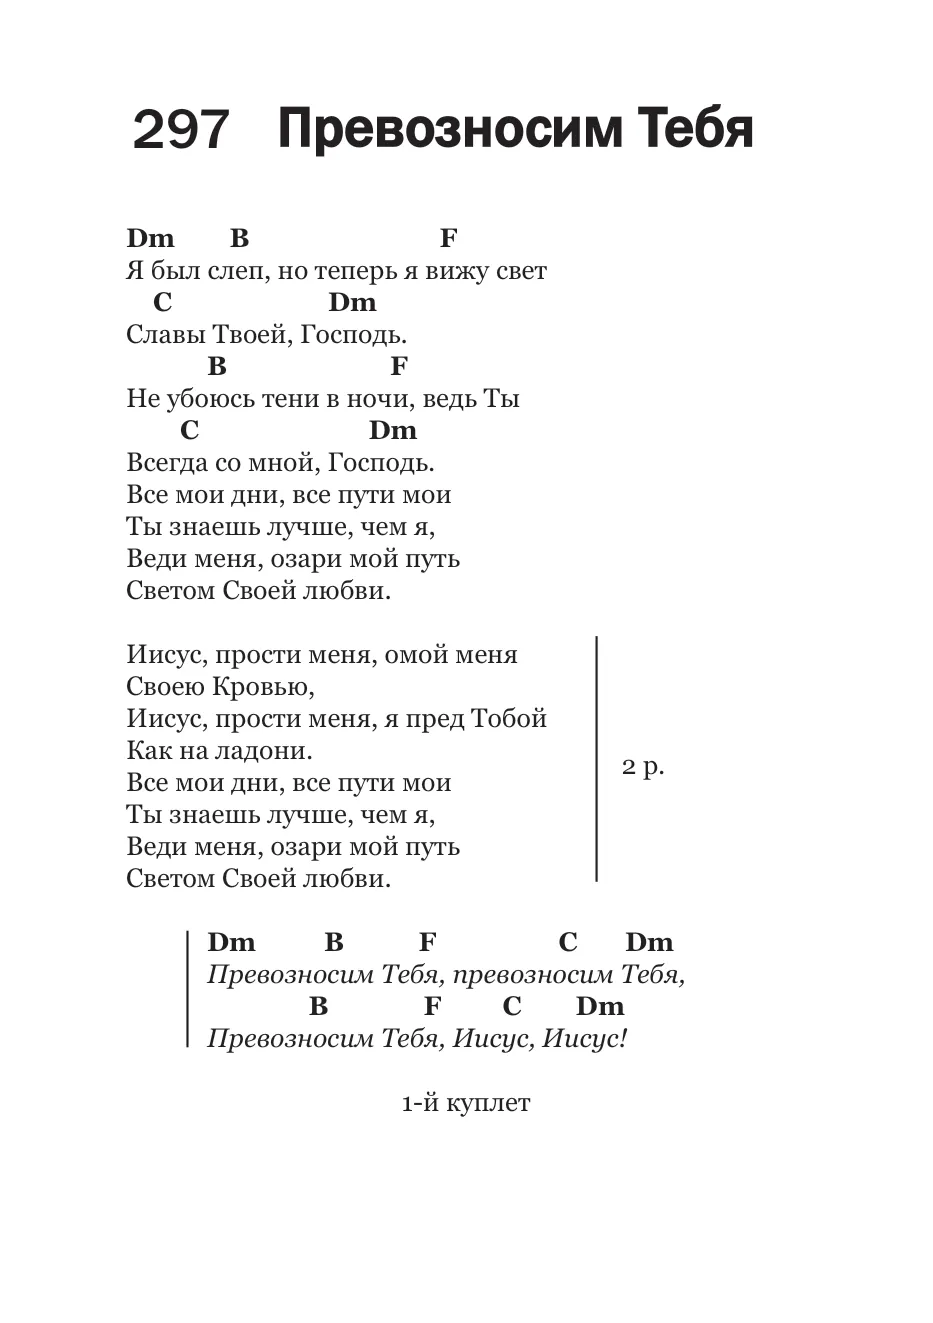 297 Превозносим Тебя
Dm B F
Я был слеп, но теперь я вижу свет
C Dm
Славы Твоей, Господь.
B F
Не убоюсь тени в ночи, ведь Ты
C Dm
Всегда со мной, Господь.
Все мои дни, все пути мои
Ты знаешь лучше, чем я,
Веди меня, озари мой путь
Светом Своей любви.
Иисус, прости меня, омой меня
Своею Кровью,
Иисус, прости меня, я пред Тобой
Как на ладони.
Все мои дни, все пути мои
Ты знаешь лучше, чем я,
Веди меня, озари мой путь
Светом Своей любви.
2 р.
Dm B F C Dm
Превозносим Тебя, превозносим Тебя,
B F C Dm
Превозносим Тебя, Иисус, Иисус!
1-й куплет